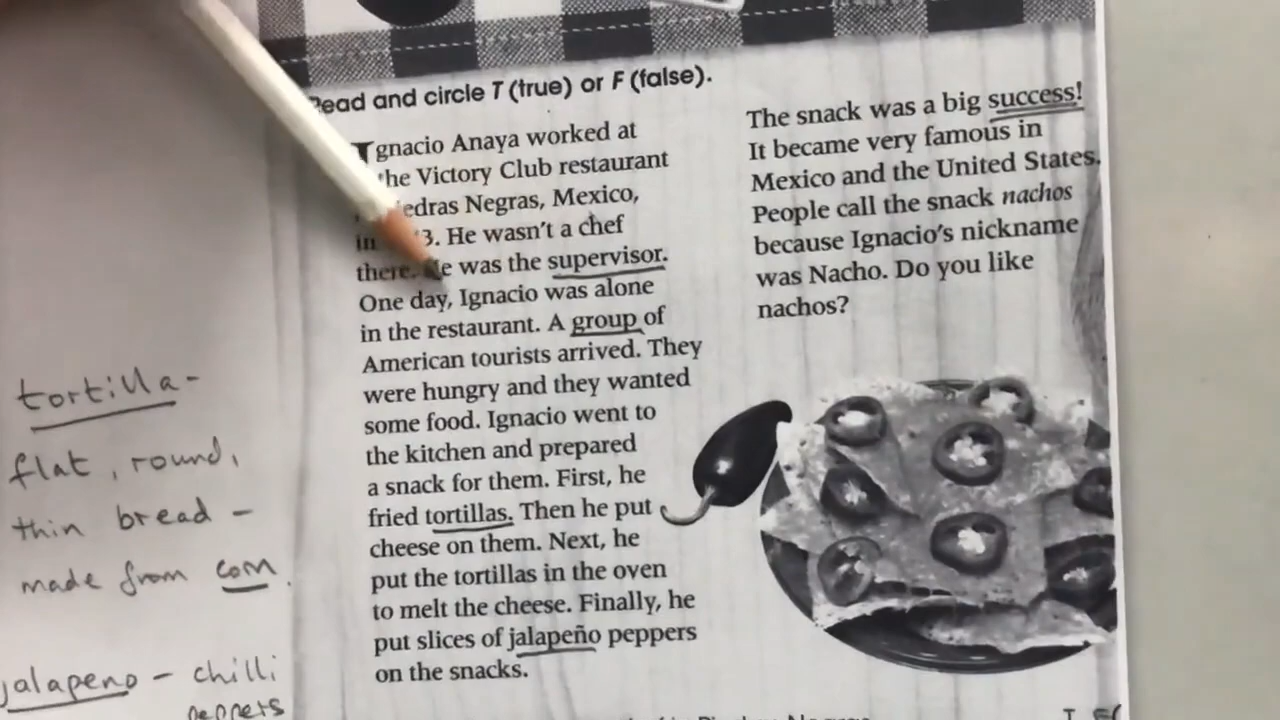 Read and circle T (true) or F (false).
Ignacio Anaya worked at
the Victory Club restaurant
edras Negras, Mexico,
in 3. He wasn't a chef
there. He was the supervisor.
One day, Ignacio was alone
in the restaurant. A group of
American tourists arrived. They
were hungry and they wanted
some food. Ignacio went to
the kitchen and prepared
a snack for them. First, he
fried tortillas. Then he put
cheese on them. Next, he
put the tortillas in the oven
to melt the cheese. Finally, he
put slices of jalapeño peppers
on the snacks.
The snack was a big success!
It became very famous in
Mexico and the United States.
People call the snack nachos
because Ignacio's nickname
was Nacho. Do you like
nachos?
tortilla-
flat, round,
thin bread -
made from corn.
jalapeno - chilli
peppers